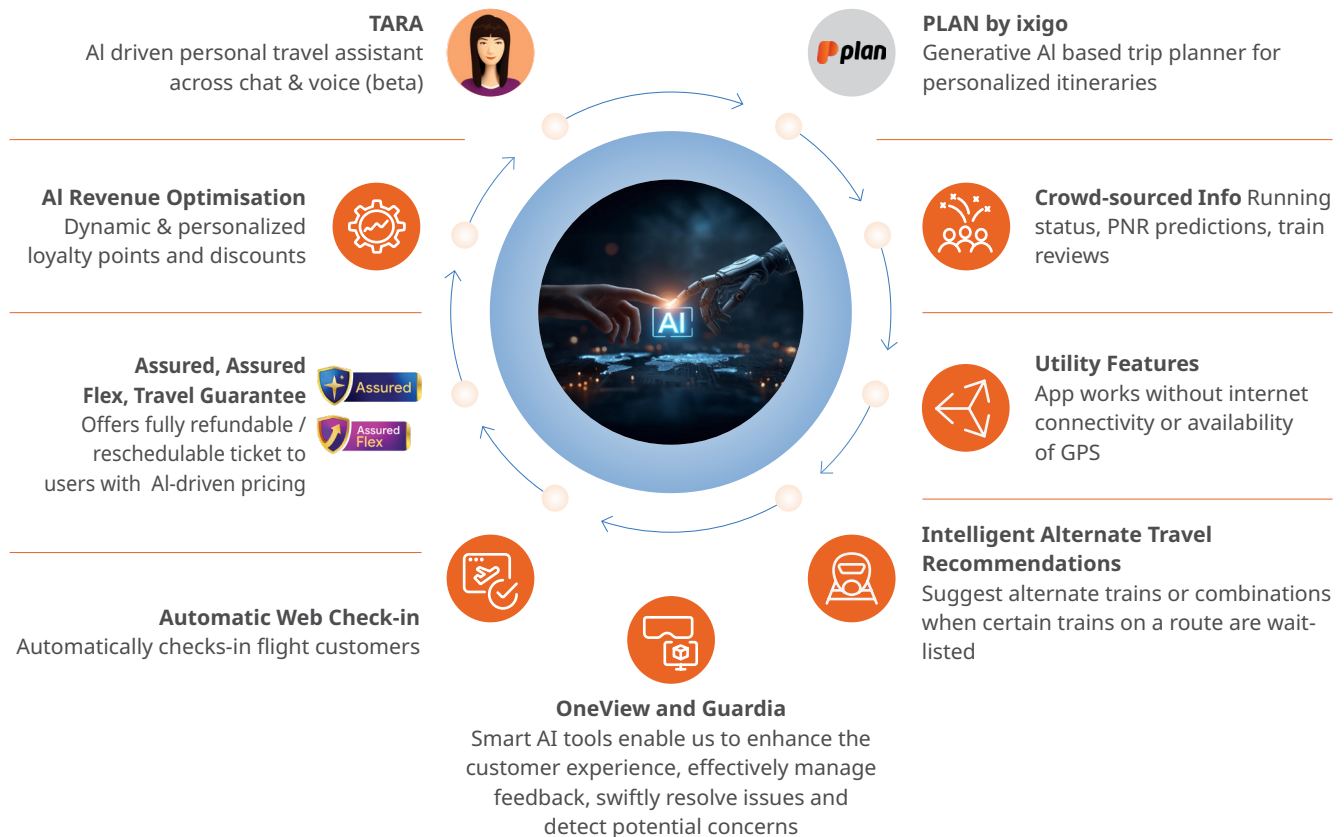 TARA
AI driven personal travel assistant
across chat & voice (beta)
plan
PLAN by ixigo
Generative AI based trip planner for
personalized itineraries
AI Revenue Optimisation
Dynamic & personalized
loyalty points and discounts
Crowd-sourced Info Running
status, PNR predictions, train
reviews
AI
Assured, Assured
Flex, Travel Guarantee
Offers fully refundable /
reschedulable ticket to
users with AI-driven pricing
Assured
Assured
Flex
Utility Features
App works without internet
connectivity or availability
of GPS
Automatic Web Check-in
Automatically checks-in flight customers
Intelligent Alternate Travel
Recommendations
Suggest alternate trains or combinations
when certain trains on a route are wait-
listed
OneView and Guardia
Smart AI tools enable us to enhance the
customer experience, effectively manage
feedback, swiftly resolve issues and
detect potential concerns